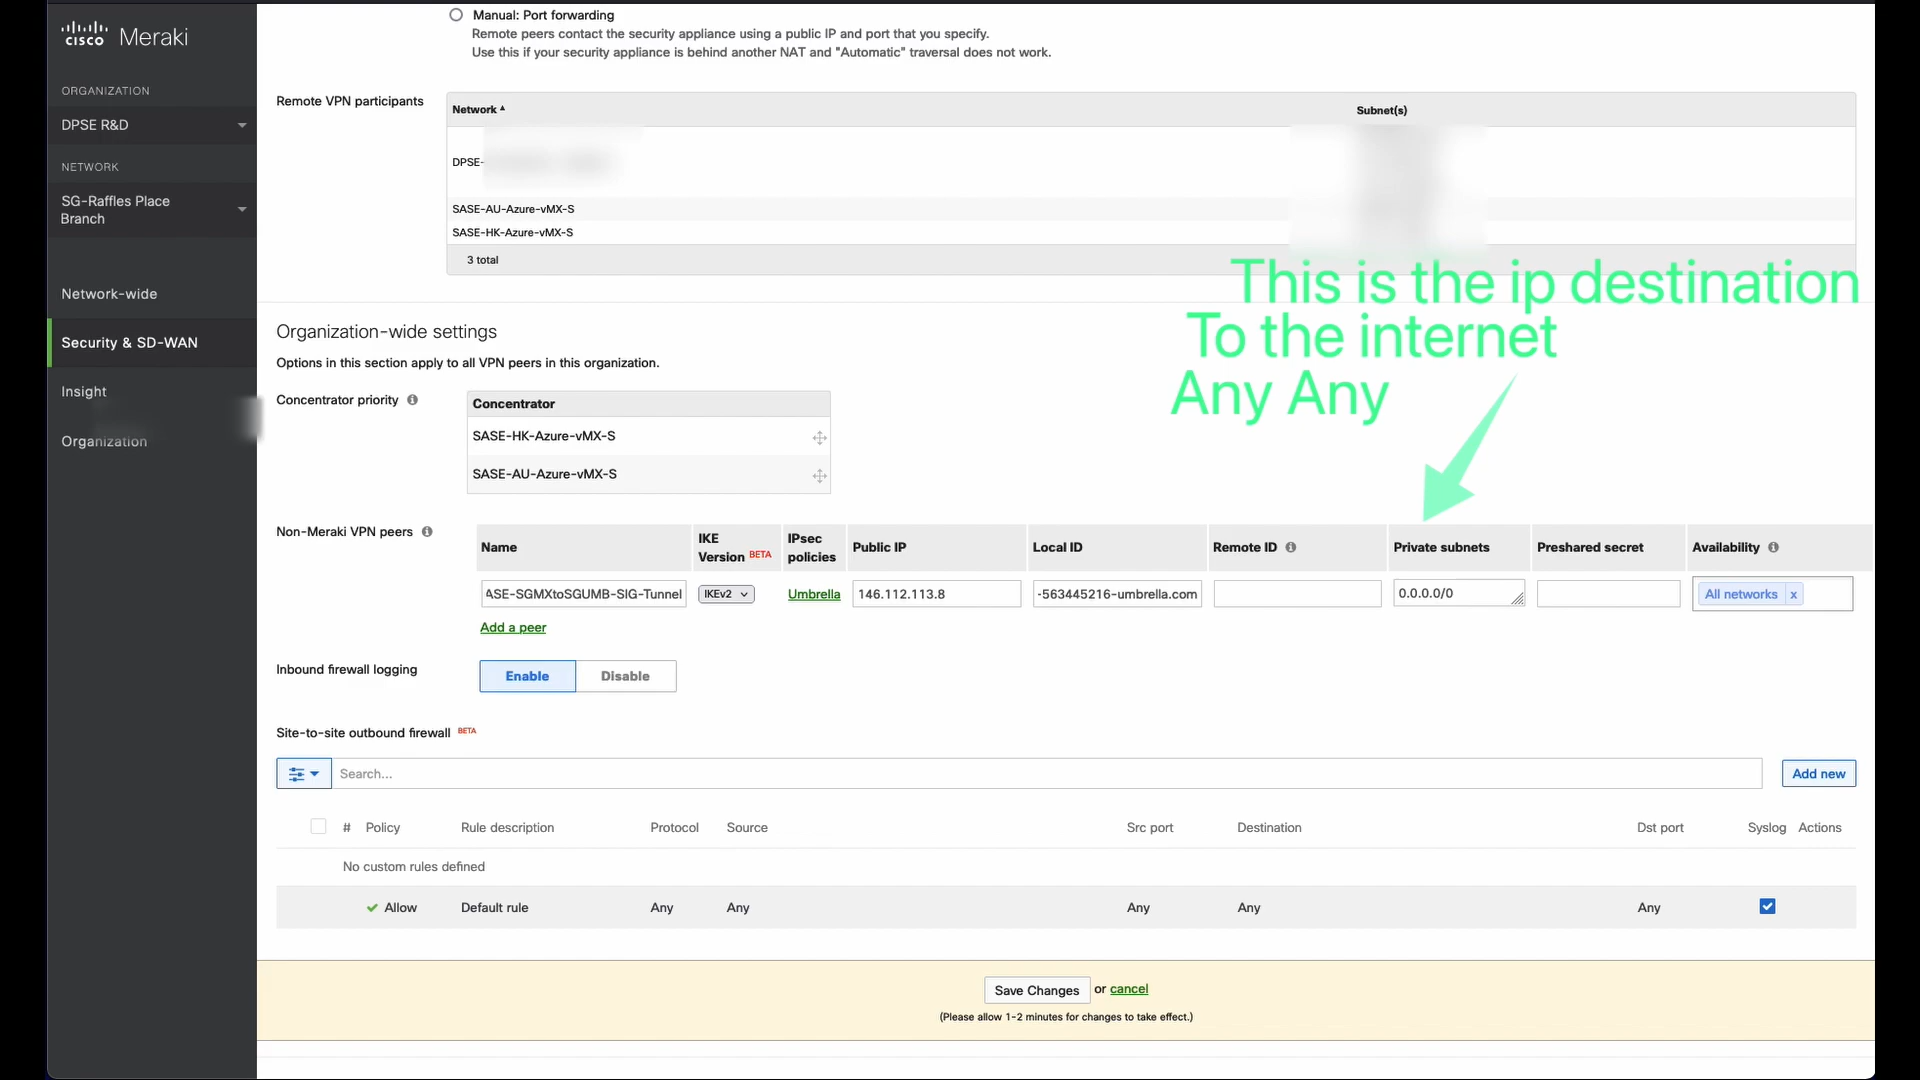 Manual: Port forwarding
Remote peers contact the security appliance using a public IP and port that you specify.
Use this if your security appliance is behind another NAT and "Automatic" traversal does not work.
cisco Meraki
ORGANIZATION
DPSE R&D
NETWORK
SG-Raffles Place
Branch
Network-wide
Security & SD-WAN
Insight
Organization
Remote VPN participants
Network
Subnet(s)
DPSE-
SASE-AU-Azure-vMX-S
SASE-HK-Azure-vMX-S
3 total
This is the ip destination
To the internet
Any Any
Organization-wide settings
Options in this section apply to all VPN peers in this organization.
Concentrator priority
Concentrator
SASE-HK-Azure-vMX-S
SASE-AU-Azure-vMX-S
Non-Meraki VPN peers
Name
IKE
Version BETA
IPsec
policies
Public IP
Local ID
Remote ID
Private subnets
Preshared secret
Availability
ASE-SGMXtoSGUMB-SIG-Tunnel
IKEv2
Umbrella
146.112.113.8
-563445216-umbrella.com
0.0.0.0/0
All networks x
Add a peer
Inbound firewall logging
Enable
Disable
Site-to-site outbound firewall BETA
Search...
Add new
# Policy Rule description Protocol Source Src port Destination Dst port Syslog Actions
No custom rules defined
Allow Default rule Any Any Any Any Any
Save Changes or cancel
(Please allow 1-2 minutes for changes to take effect.)